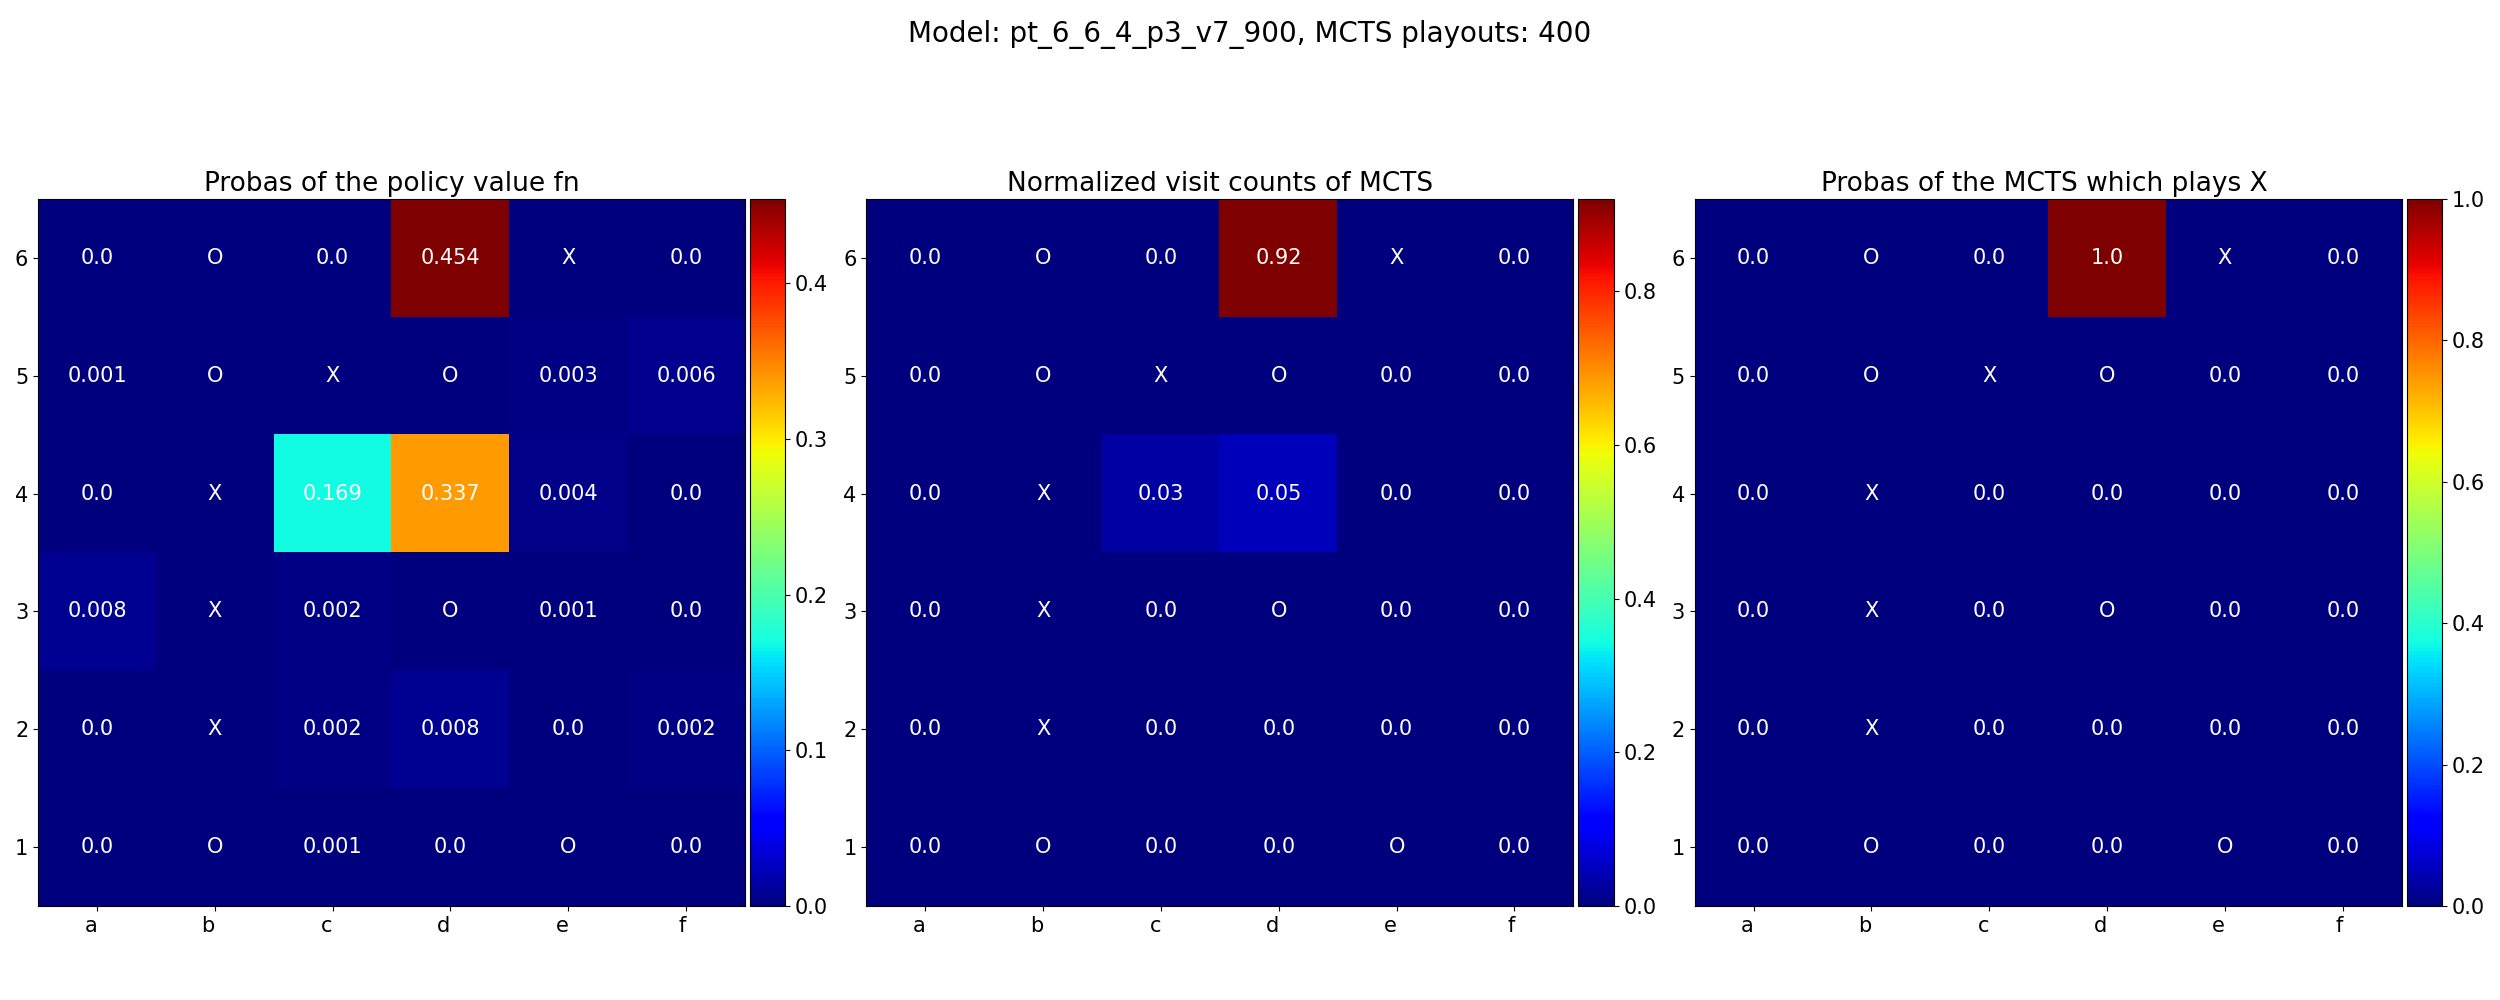 Model: pt_6_6_4_p3_v7_900, MCTS playouts: 400
Probas of the policy value fn
6 0.0 O 0.0 0.454 X 0.0
5 0.001 O X O 0.003 0.006
4 0.0 X 0.169 0.337 0.004 0.0
3 0.008 X 0.002 O 0.001 0.0
2 0.0 X 0.002 0.008 0.0 0.002
1 0.0 O 0.001 0.0 O 0.0
a b c d e f
0.4
0.3
0.2
0.1
0.0
Normalized visit counts of MCTS
6 0.0 O 0.0 0.92 X 0.0
5 0.0 O X O 0.0 0.0
4 0.0 X 0.03 0.05 0.0 0.0
3 0.0 X 0.0 O 0.0 0.0
2 0.0 X 0.0 0.0 0.0 0.0
1 0.0 O 0.0 0.0 O 0.0
a b c d e f
0.8
0.6
0.4
0.2
0.0
Probas of the MCTS which plays X
6 0.0 O 0.0 1.0 X 0.0
5 0.0 O X O 0.0 0.0
4 0.0 X 0.0 0.0 0.0 0.0
3 0.0 X 0.0 O 0.0 0.0
2 0.0 X 0.0 0.0 0.0 0.0
1 0.0 O 0.0 0.0 O 0.0
a b c d e f
1.0
0.8
0.6
0.4
0.2
0.0